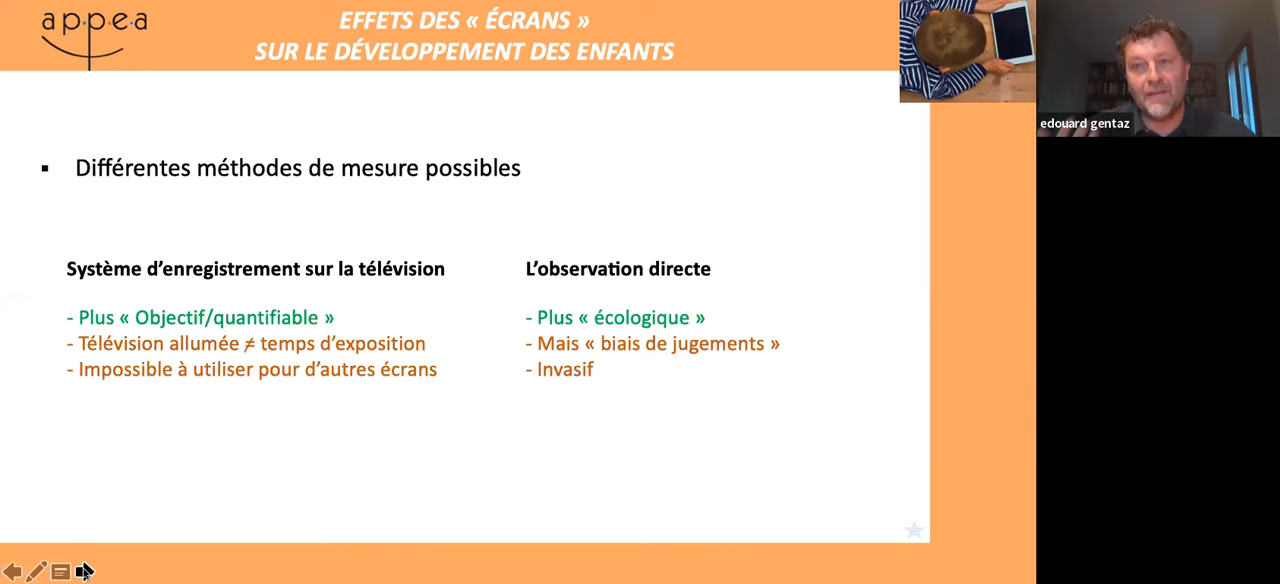 a·p·p·e·a
EFFETS DES « ÉCRANS »
SUR LE DÉVELOPPEMENT DES ENFANTS
edouard gentaz
▪ Différentes méthodes de mesure possibles
Système d’enregistrement sur la télévision
- Plus « Objectif/quantifiable »
- Télévision allumée ≠ temps d’exposition
- Impossible à utiliser pour d’autres écrans
L’observation directe
- Plus « écologique »
- Mais « biais de jugements »
- Invasif